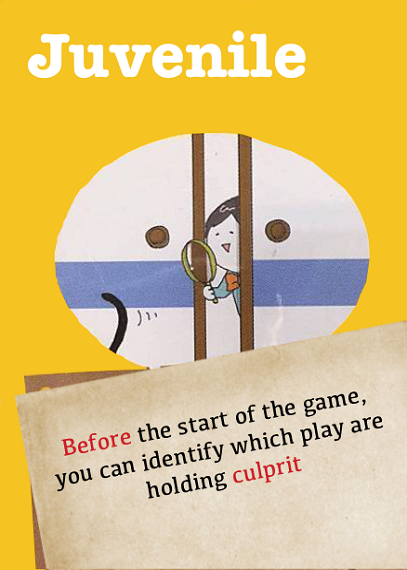 Juvenile
Before the start of the game,
you can identify which play are
holding culprit